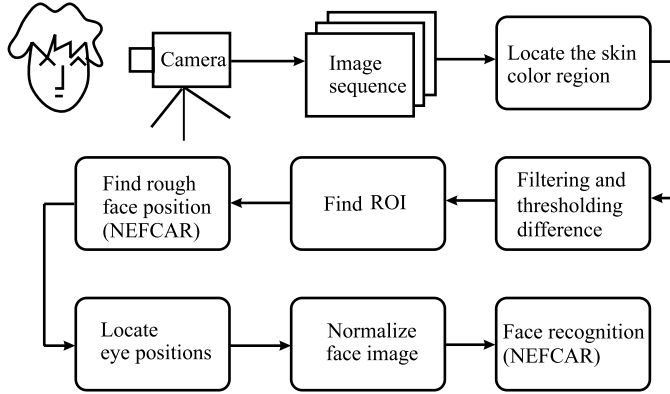 Camera
Image
sequence
Locate the skin
color region
Filtering and
thresholding
difference
Find ROI
Find rough
face position
(NEFCAR)
Locate
eye positions
Normalize
face image
Face recognition
(NEFCAR)